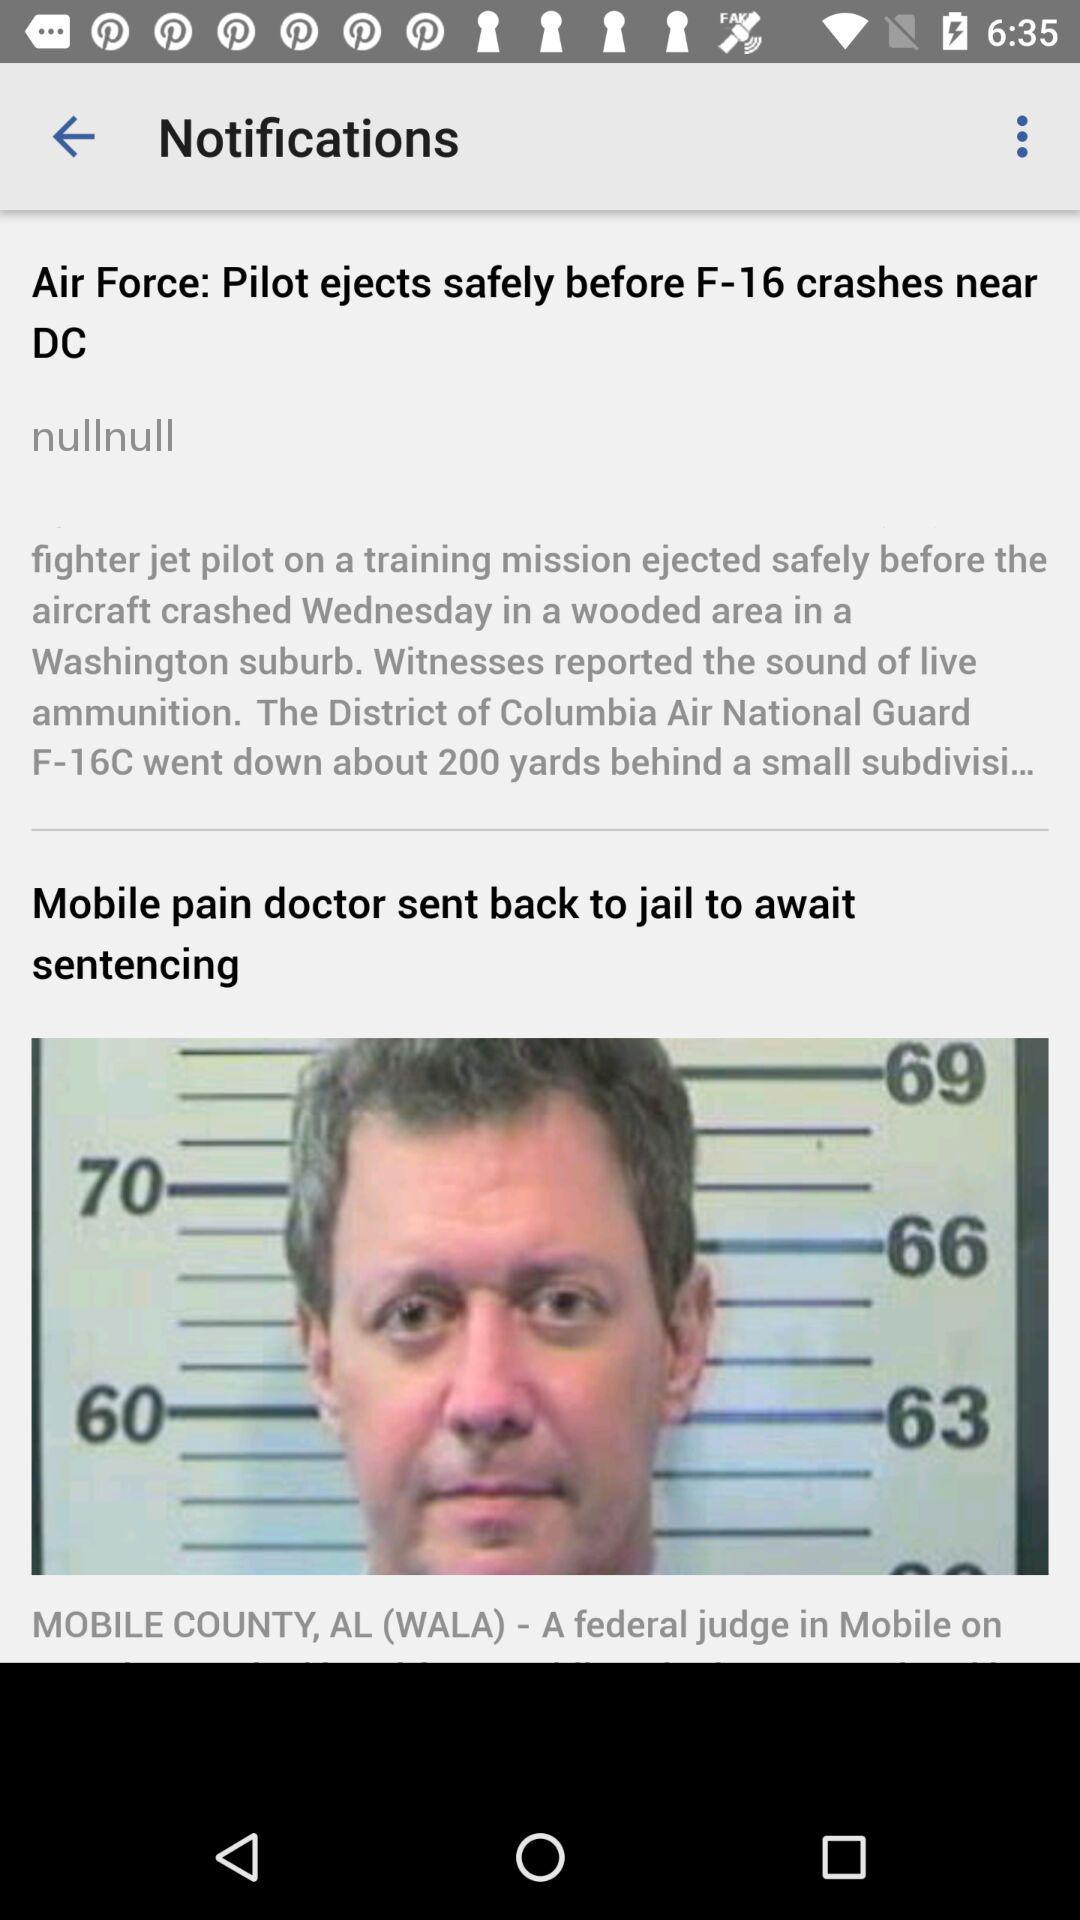 FAKE
6:35
Notifications
Air Force: Pilot ejects safely before F-16 crashes near
DC
nullnull
fighter jet pilot on a training mission ejected safely before the
aircraft crashed Wednesday in a wooded area in a
Washington suburb. Witnesses reported the sound of live
ammunition. The District of Columbia Air National Guard
F-16C went down about 200 yards behind a small subdivisi...
Mobile pain doctor sent back to jail to await
sentencing
69
70
66
60
63
MOBILE COUNTY, AL (WALA) - A federal judge in Mobile on